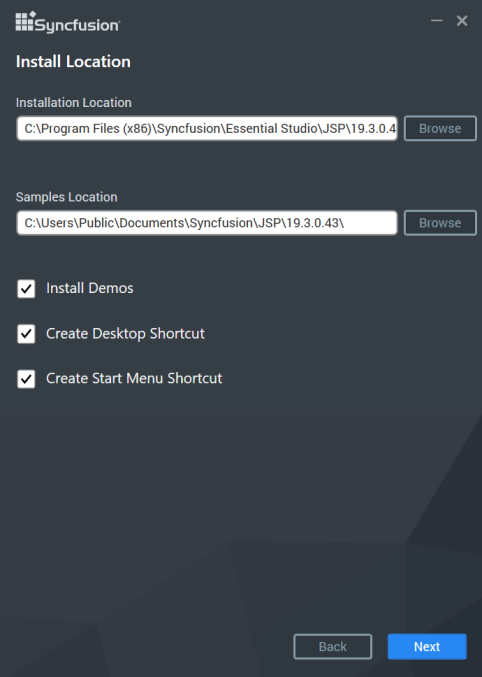 Syncfusion
Install Location
Installation Location
C:\Program Files (x86)\Syncfusion\Essential Studio\JSP\19.3.0.4
Browse
Samples Location
C:\Users\Public\Documents\Syncfusion\JSP\19.3.0.43\
Browse
Install Demos
Create Desktop Shortcut
Create Start Menu Shortcut
Back
Next